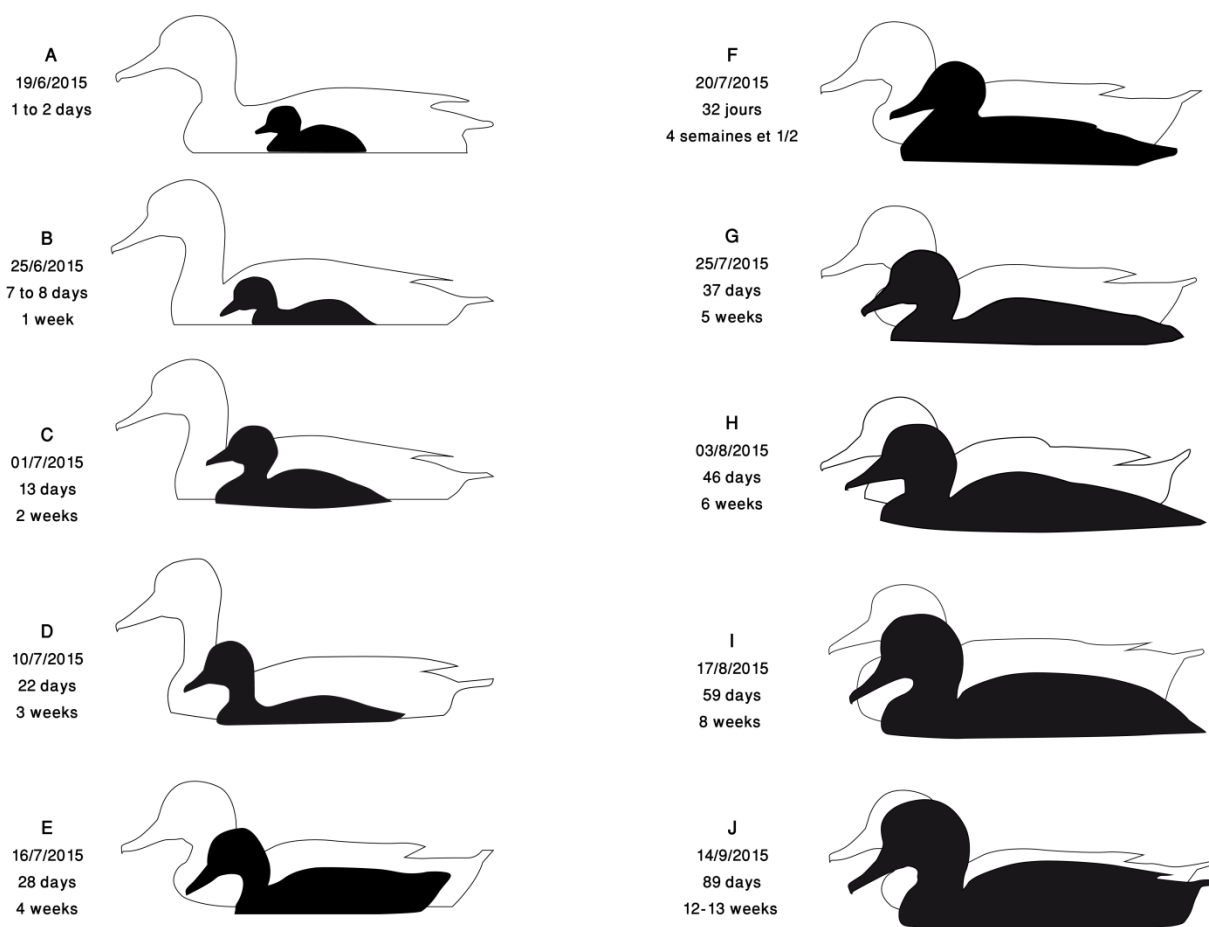 A
19/6/2015
1 to 2 days
B
25/6/2015
7 to 8 days
1 week
C
01/7/2015
13 days
2 weeks
D
10/7/2015
22 days
3 weeks
E
16/7/2015
28 days
4 weeks
F
20/7/2015
32 jours
4 semaines et 1/2
G
25/7/2015
37 days
5 weeks
H
03/8/2015
46 days
6 weeks
I
17/8/2015
59 days
8 weeks
J
14/9/2015
89 days
12-13 weeks